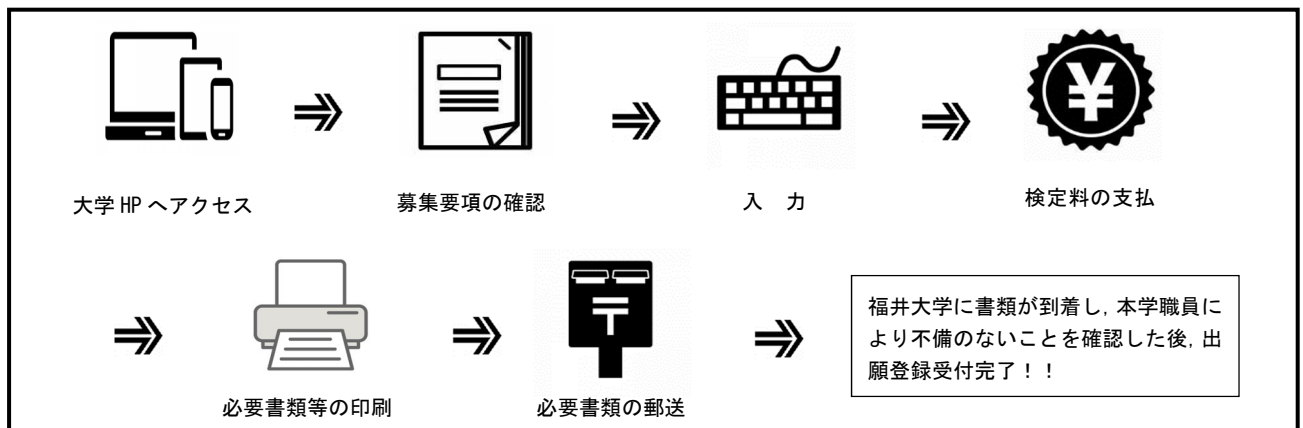 大学 HP へアクセス
募集要項の確認
入　力
検定料の支払
必要書類等の印刷
必要書類の郵送
福井大学に書類が到着し，本学職員に
より不備のないことを確認した後，出
願登録受付完了！！